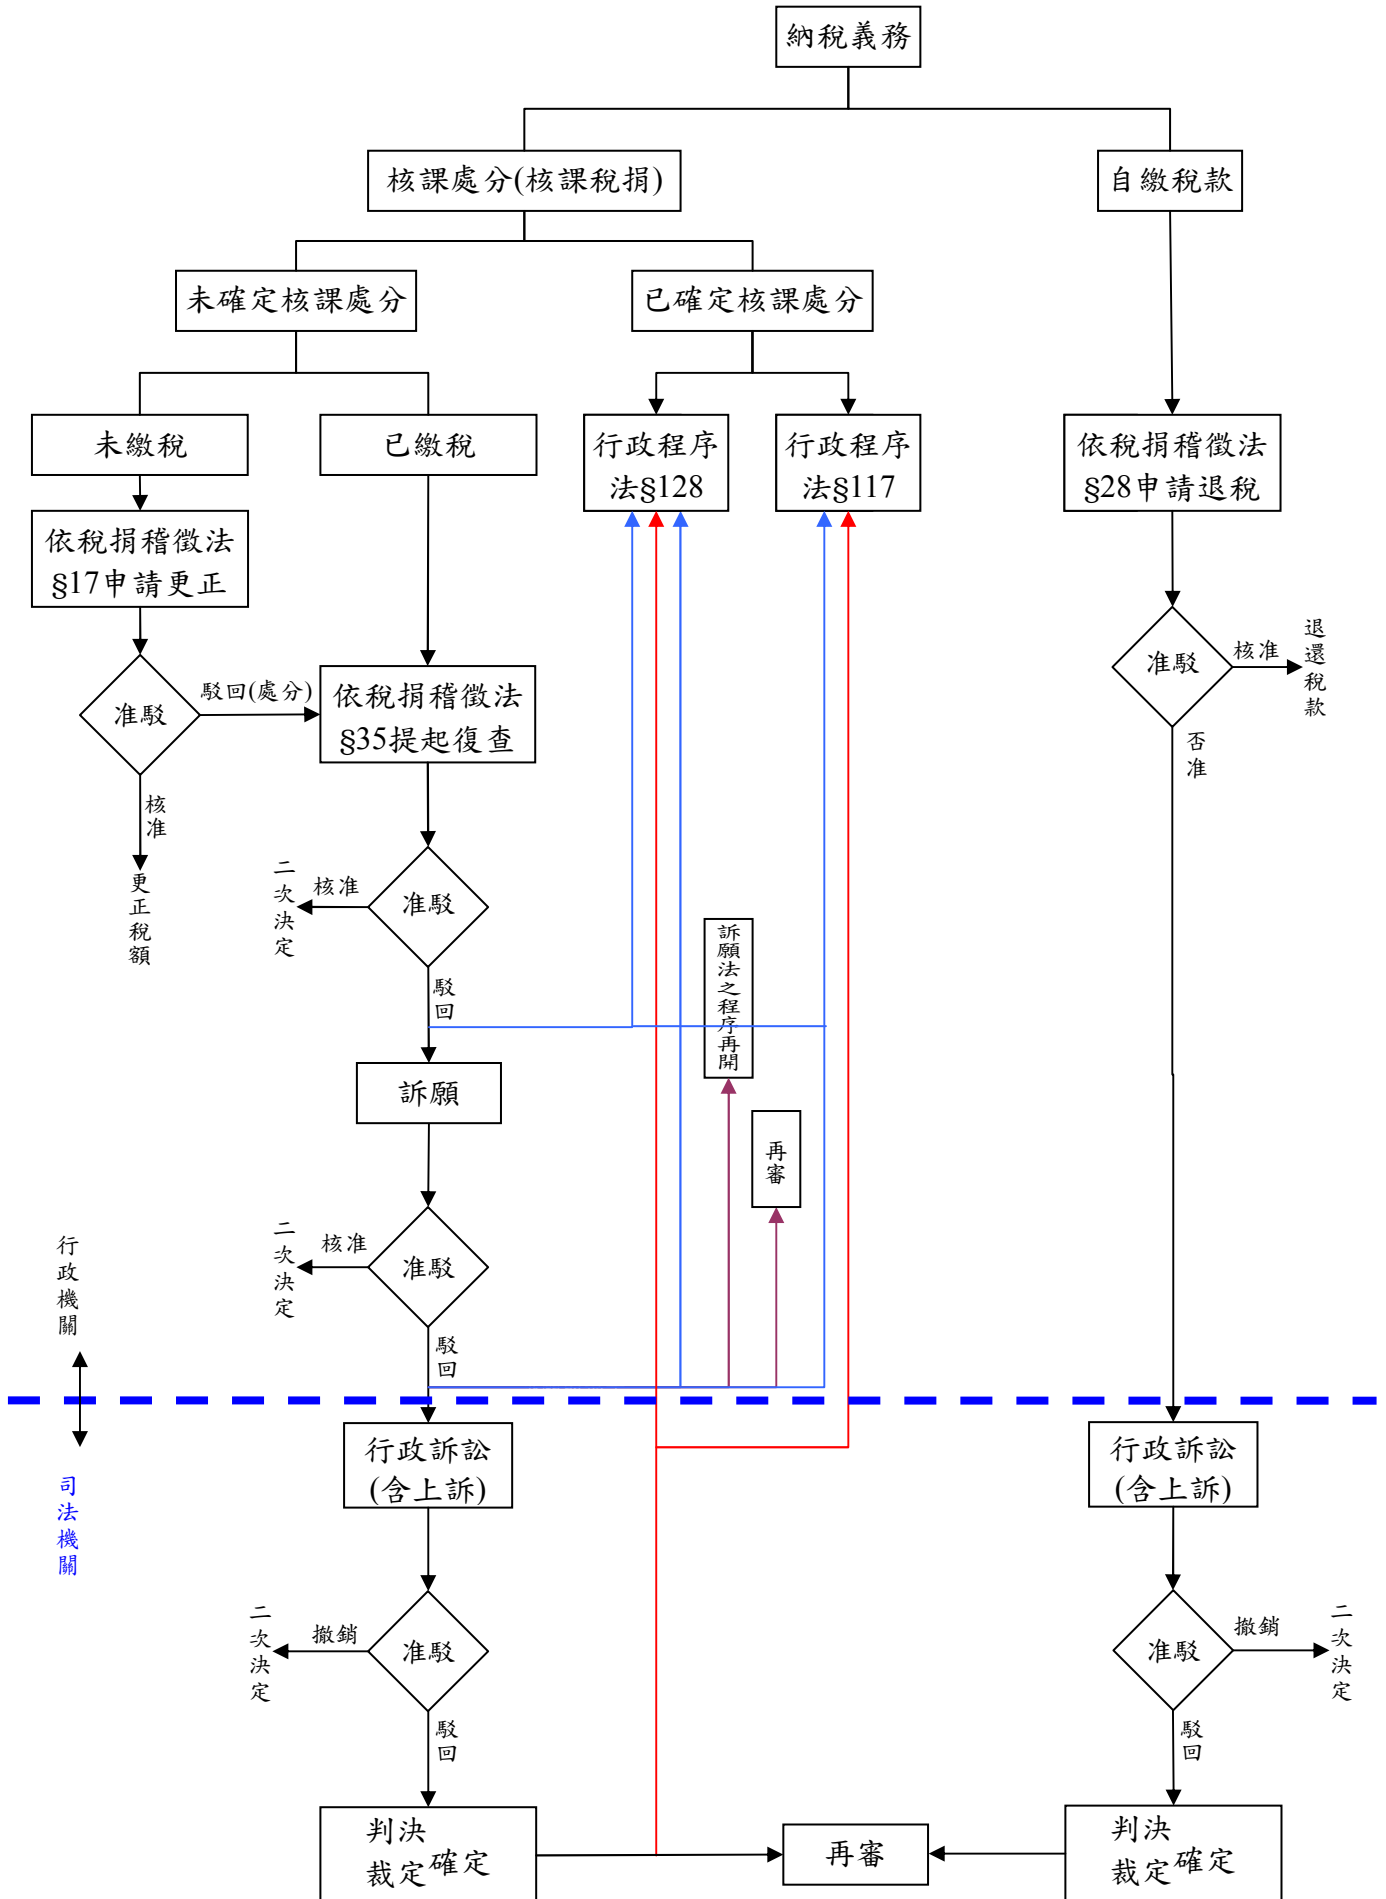 納稅義務
核課處分(核課稅捐)
自繳稅款
未確定核課處分
已確定核課處分
未繳稅
已繳稅
行政程序
法§128
行政程序
法§117
依稅捐稽徵法
§28申請退稅
依稅捐稽徵法
§17申請更正
准駁
駁回(處分)
依稅捐稽徵法
§35提起復查
准駁
核准
退還稅款
否准
核准
更正稅額
准駁
核准
二次決定
駁回
訴願法之程序再開
訴願
再審
准駁
核准
二次決定
駁回
行政機關
司法機關
行政訴訟
(含上訴)
行政訴訟
(含上訴)
准駁
撤銷
二次決定
駁回
准駁
撤銷
二次決定
駁回
判決
裁定確定
再審
判決
裁定確定